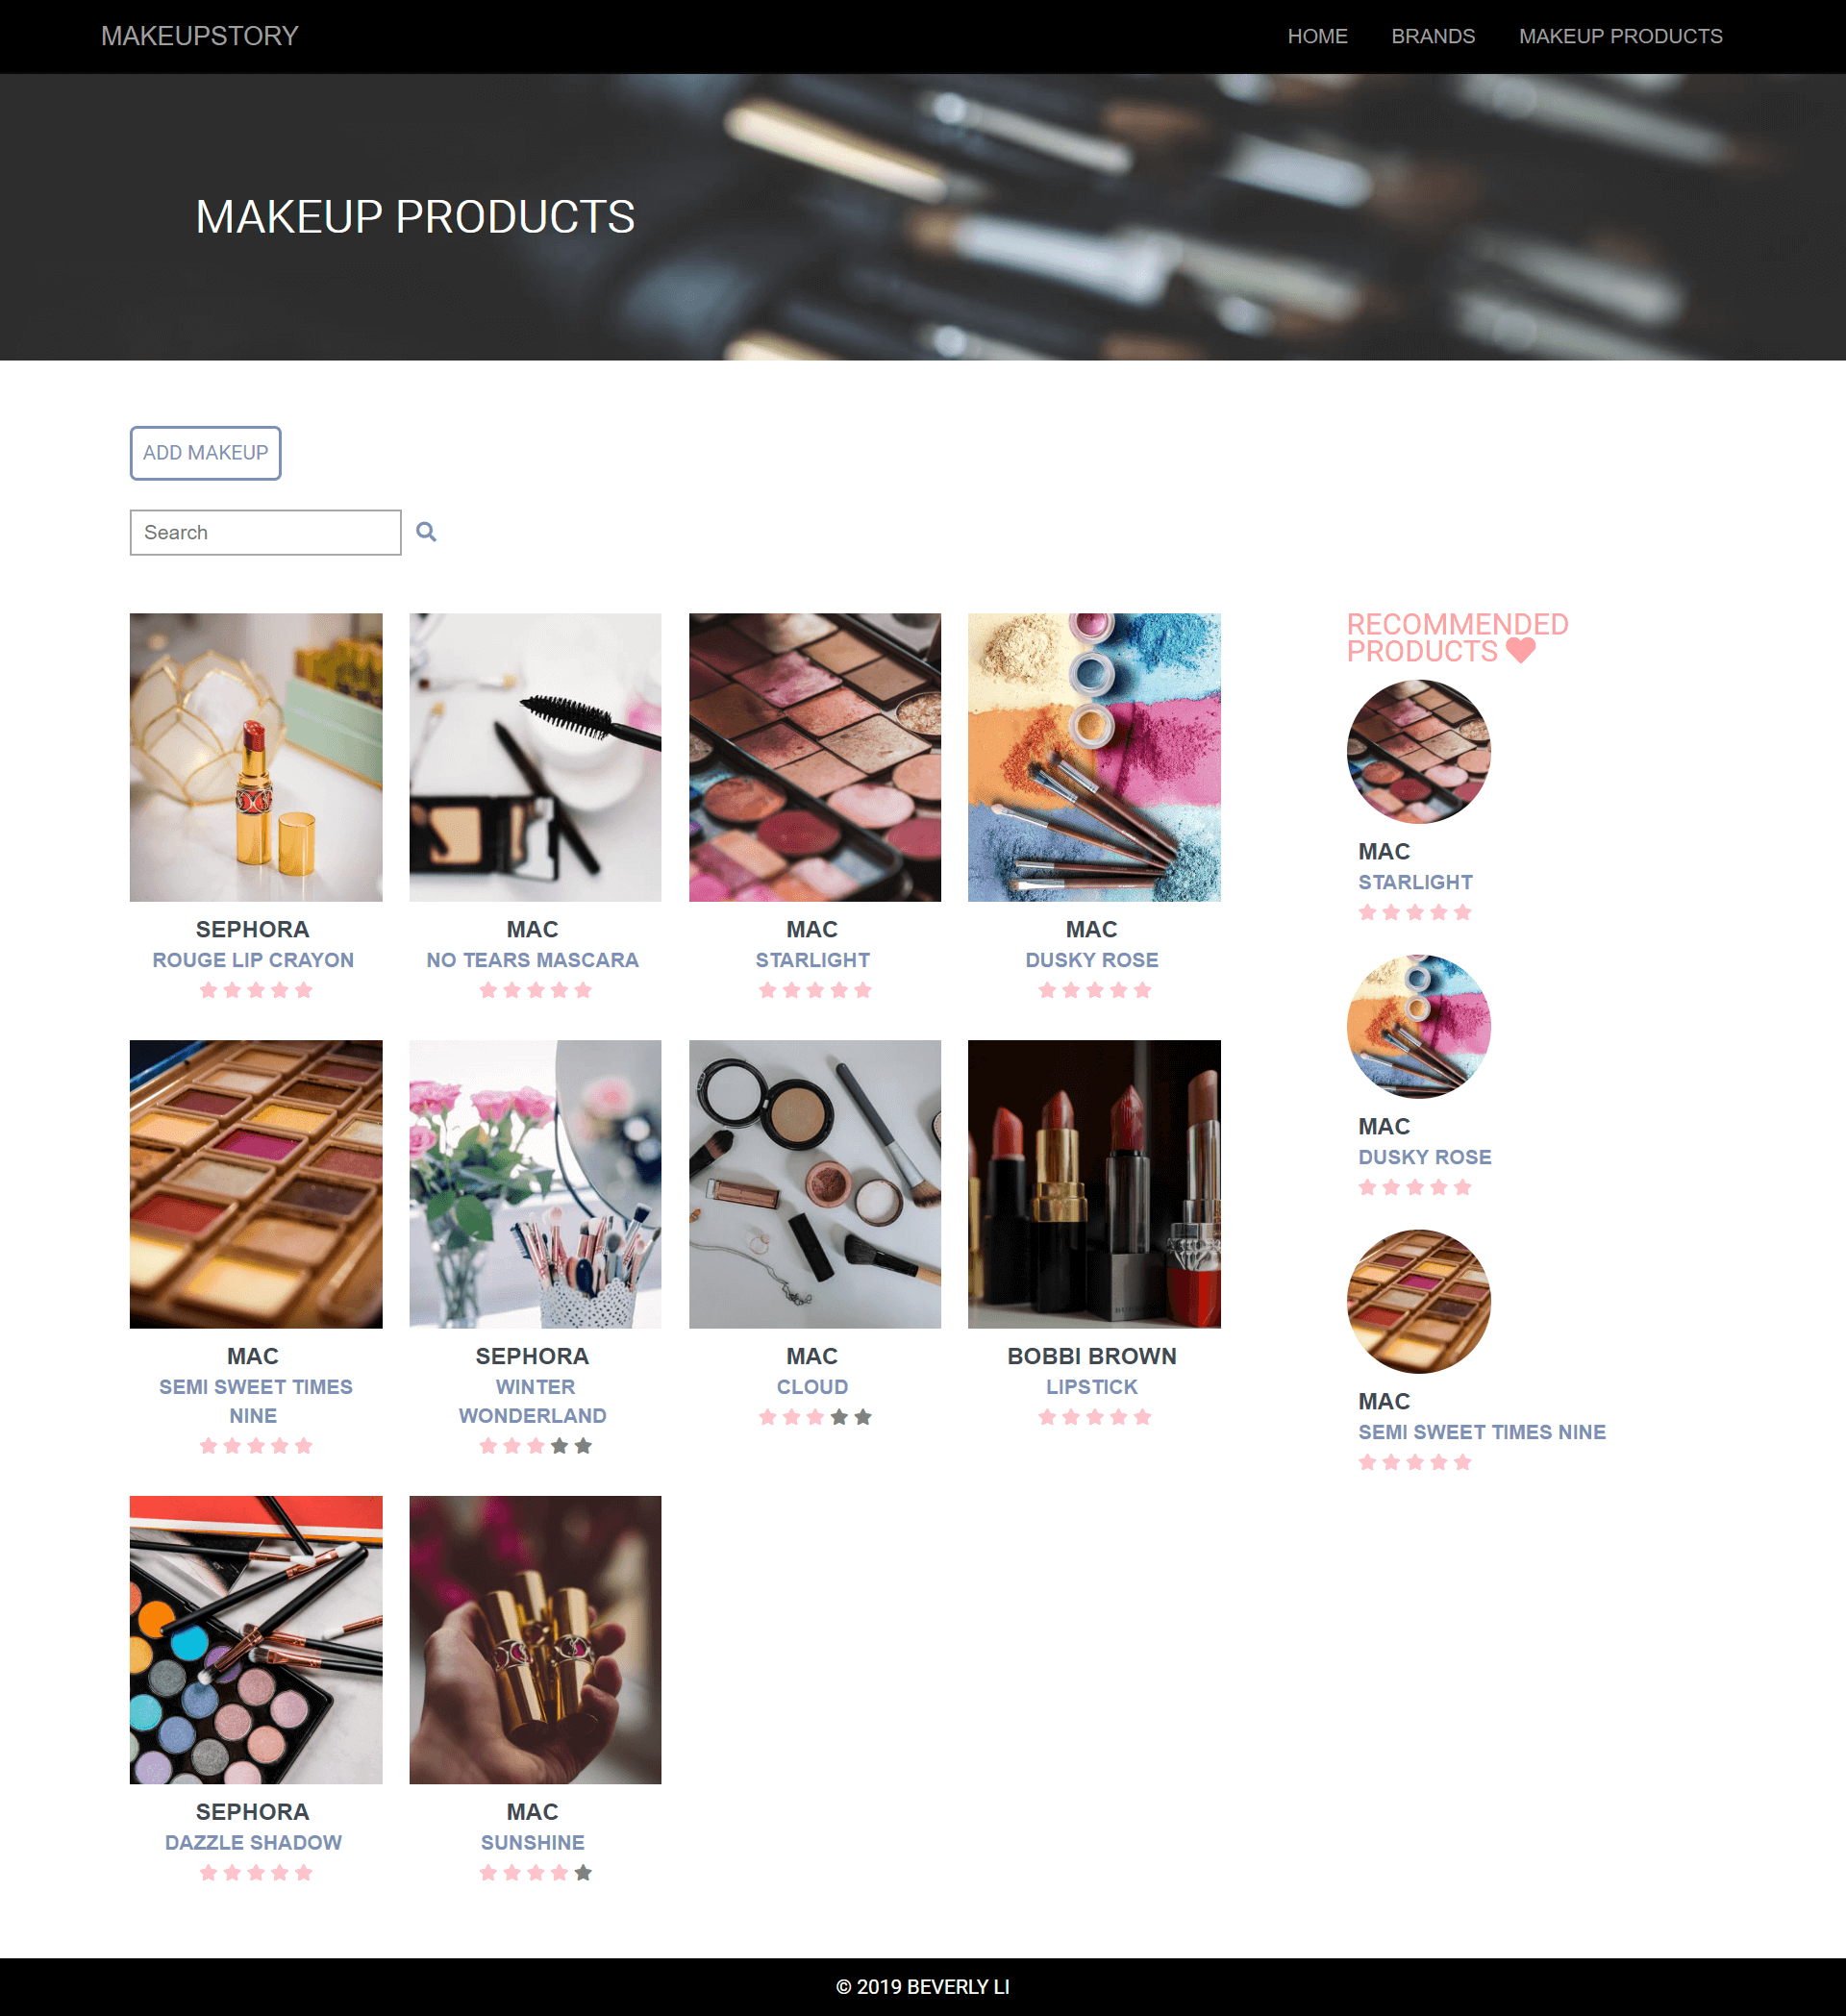 MAKEUPSTORY
HOME BRANDS MAKEUP PRODUCTS
MAKEUP PRODUCTS
ADD MAKEUP
Search
SEPHORA
ROUGE LIP CRAYON
MAC
NO TEARS MASCARA
MAC
STARLIGHT
MAC
DUSKY ROSE
MAC
SEMI SWEET TIMES
NINE
SEPHORA
WINTER
WONDERLAND
MAC
CLOUD
BOBBI BROWN
LIPSTICK
SEPHORA
DAZZLE SHADOW
MAC
SUNSHINE
RECOMMENDED
PRODUCTS
MAC
STARLIGHT
MAC
DUSKY ROSE
MAC
SEMI SWEET TIMES NINE
© 2019 BEVERLY LI